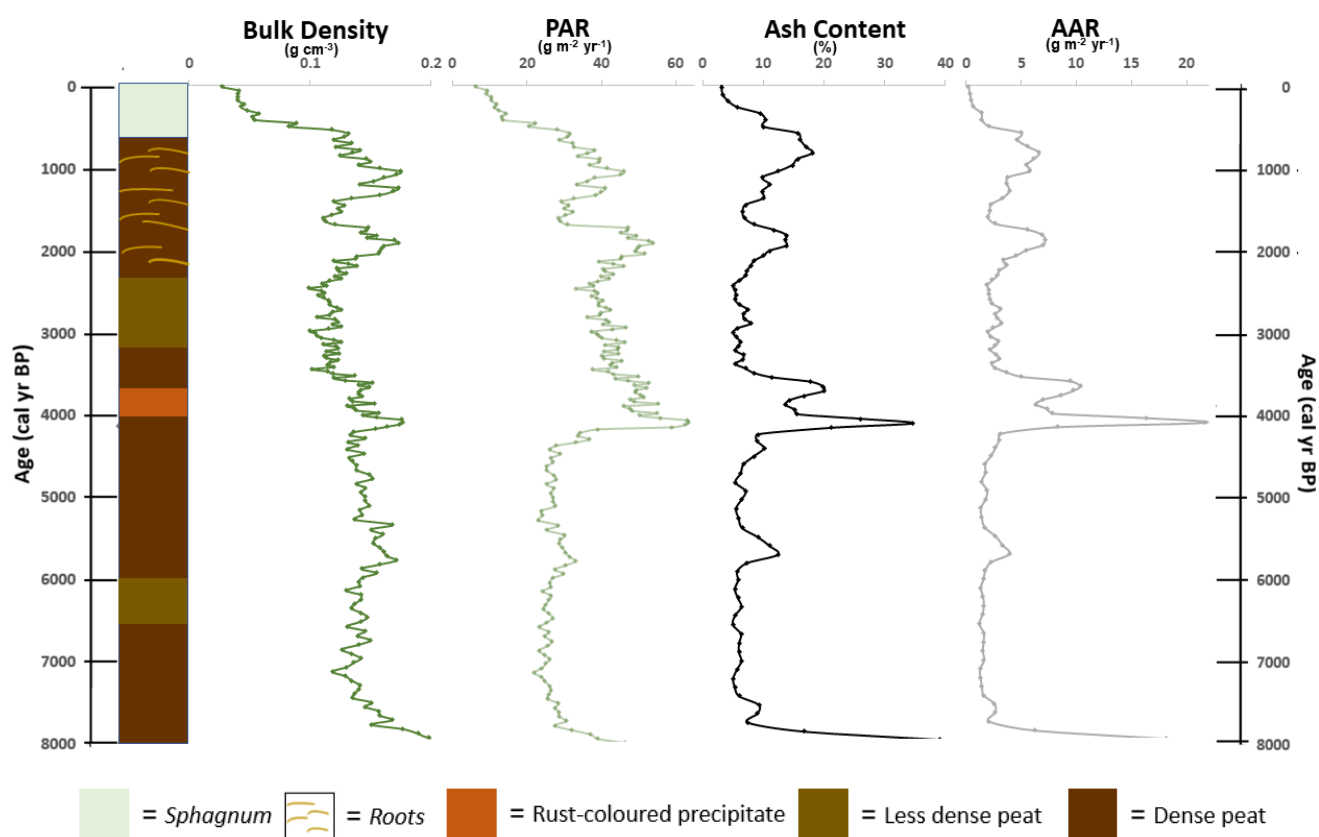 Bulk Density
(g cm-3)
PAR
(g m-2 yr-1)
Ash Content
(%)
AAR
(g m-2 yr-1)
0 0.1 0.2 0 20 40 60 0 10 20 30 40 0 5 10 15 20
0 0
1000 1000
2000 2000
3000 3000
4000 4000
5000 5000
6000 6000
7000 7000
8000 8000
Age (cal yr BP)
Age (cal yr BP)
= Sphagnum = Roots = Rust-coloured precipitate = Less dense peat = Dense peat